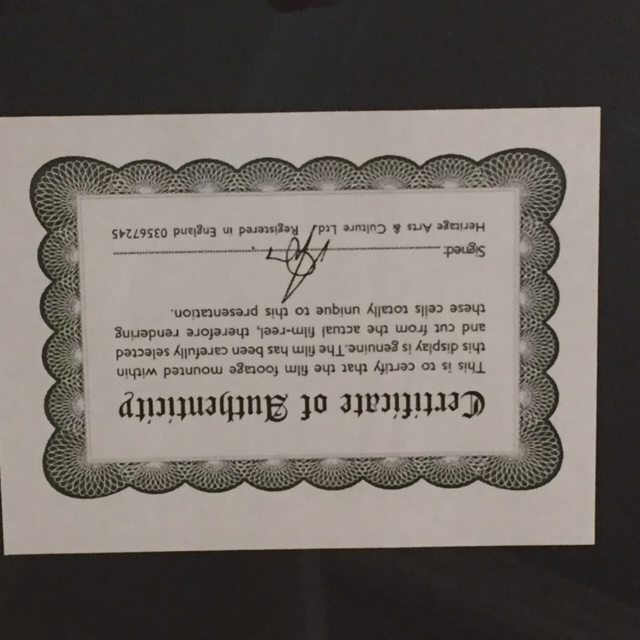 Certificate of Authenticity
This is to certify that the film footage mounted within
this display is genuine. The film has been carefully selected
and cut from the actual film-reel, therefore rendering
these cells totally unique to this presentation.
Signed:
Heritage Arts & Culture Ltd. Registered in England 03567245